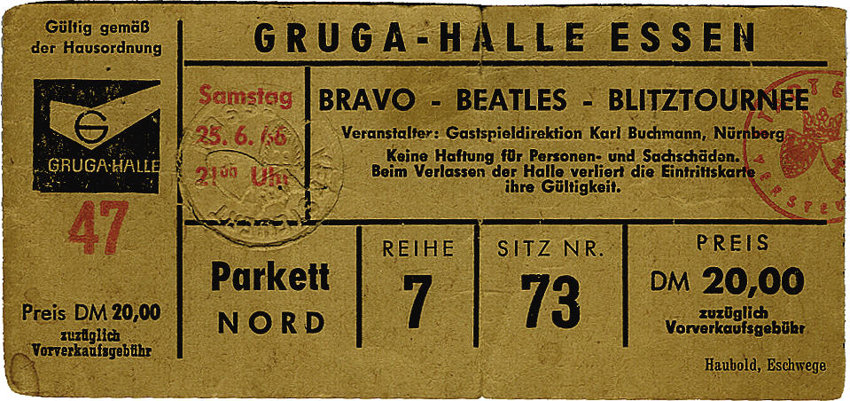 Gültig gemäß
der Hausordnung
GRUGA-HALLE
47
Preis DM 20,00
zuzüglich
Vorverkaufsgebühr
GRUGA-HALLE ESSEN
Samstag
25.6.66
21⁰⁰ Uhr
BRAVO - BEATLES - BLITZTOURNEE
Veranstalter: Gastspieldirektion Karl Buchmann, Nürnberg
Keine Haftung für Personen- und Sachschäden.
Beim Verlassen der Halle verliert die Eintrittskarte
ihre Gültigkeit.
Parkett
NORD
REIHE
7
SITZ NR.
73
PREIS
DM 20,00
zuzüglich
Vorverkaufsgebühr
Haubold, Eschwege